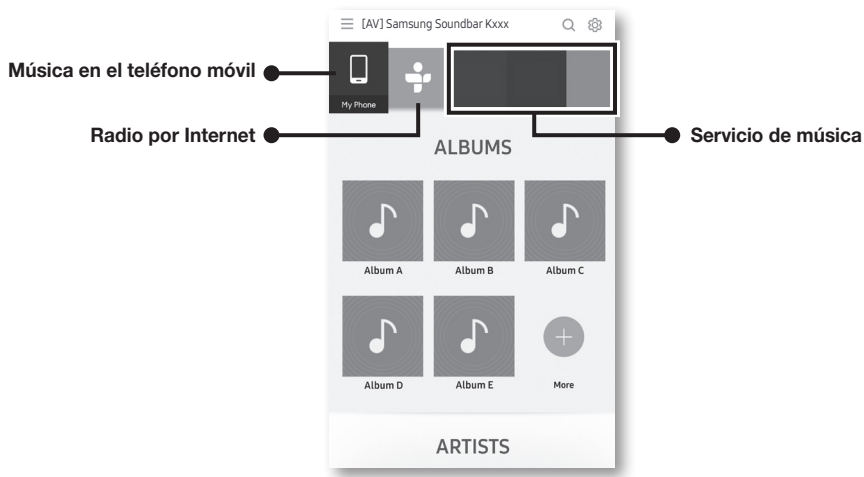 [AV] Samsung Soundbar Kxxx
Música en el teléfono móvil
My Phone
Radio por Internet
Servicio de música
ALBUMS
Album A
Album B
Album C
Album D
Album E
More
ARTISTS